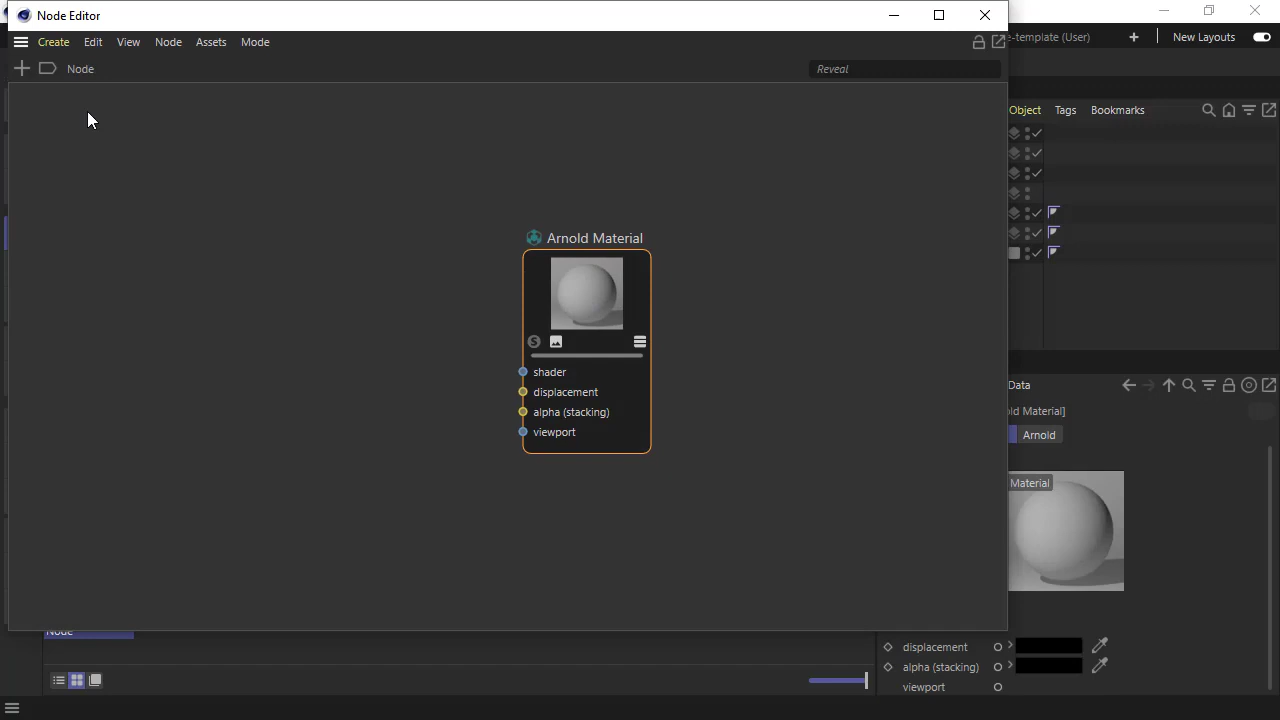 Node Editor
Create Edit View Node Assets Mode
e-template (User) New Layouts
Node
Reveal
Object Tags Bookmarks
Arnold Material
shader
displacement
alpha (stacking)
viewport
Data
ld Material]
Arnold
Material
Node
displacement
alpha (stacking)
viewport